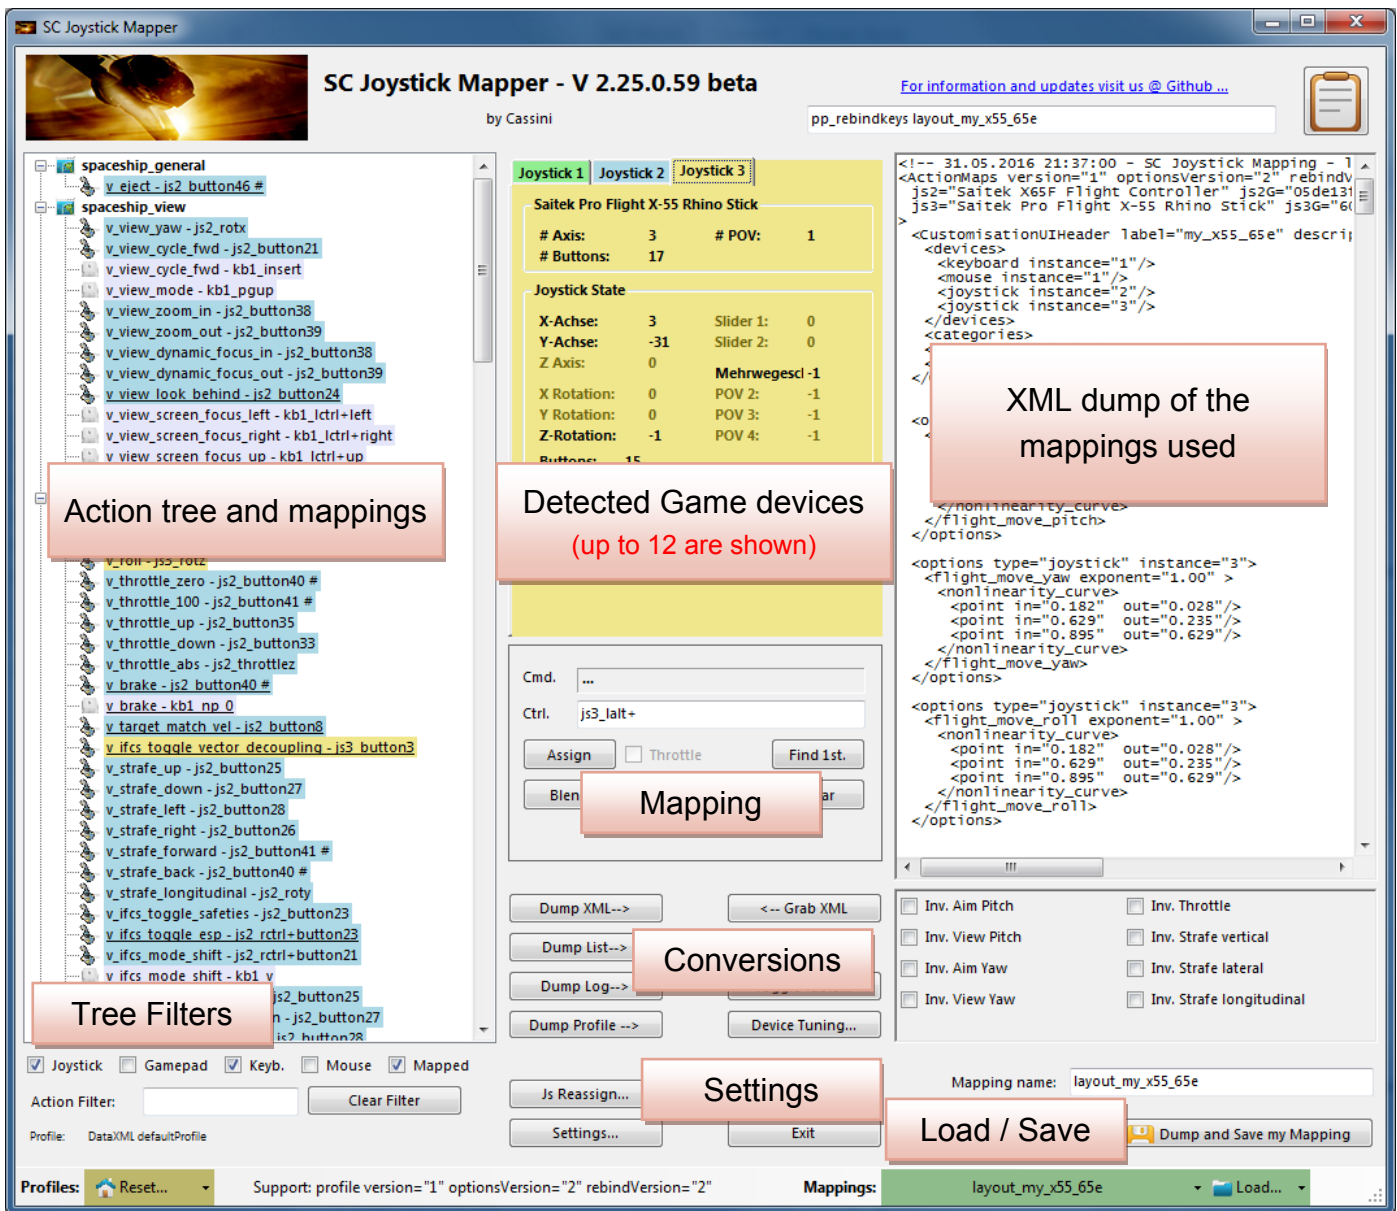 SC Joystick Mapper
SC Joystick Mapper - V 2.25.0.59 beta
by Cassini
For information and updates visit us @ Github ...
pp_rebindkeys layout_my_x55_65e
spaceship_general
v_eject - js2_button46 #
spaceship_view
v_view_yaw - js2_rotx
v_view_cycle_fwd - js2_button21
v_view_cycle_fwd - kb1_insert
v_view_mode - kb1_pgup
v_view_zoom_in - js2_button38
v_view_zoom_out - js2_button39
v_view_dynamic_focus_in - js2_button38
v_view_dynamic_focus_out - js2_button39
v_view_look_behind - js2_button24
v_view_screen_focus_left - kb1_lctrl+left
v_view_screen_focus_right - kb1_lctrl+right
v_view_screen_focus_up - kb1_lctrl+up
Action tree and mappings
v_roll - js3_rotz
v_throttle_zero - js2_button40 #
v_throttle_100 - js2_button41 #
v_throttle_up - js2_button35
v_throttle_down - js2_button33
v_throttle_abs - js2_throttlez
v_brake - js2_button40 #
v_brake - kb1_np_0
v_target_match_vel - js2_button8
v_ifcs_toggle_vector_decoupling - js3_button3
v_strafe_up - js2_button25
v_strafe_down - js2_button27
v_strafe_left - js2_button28
v_strafe_right - js2_button26
v_strafe_forward - js2_button41 #
v_strafe_back - js2_button40 #
v_strafe_longitudinal - js2_roty
v_ifcs_toggle_safeties - js2_button23
v_ifcs_toggle_esp - js2_rctrl+button23
v_ifcs_mode_shift - js2_rctrl+button21
v_ifcs_mode_shift - kb1_v
js2_button25
n - js2_button27
js2_button28
Tree Filters
Joystick Gamepad Keyb. Mouse Mapped
Action Filter: Clear Filter
Profile: DataXML defaultProfile
Joystick 1 Joystick 2 Joystick 3
Saitek Pro Flight X-55 Rhino Stick
# Axis: 3 # POV: 1
# Buttons: 17
Joystick State
X-Achse: 3 Slider 1: 0
Y-Achse: -31 Slider 2: 0
Z Axis: 0
Mehrwegescl -1
X Rotation: 0 POV 2: -1
Y Rotation: 0 POV 3: -1
Z-Rotation: -1 POV 4: -1
Buttons: 15
Detected Game devices
(up to 12 are shown)
Cmd. ...
Ctrl. js3_lalt+
Assign Throttle Find 1st.
Blen ar
Mapping
Dump XML--> <-- Grab XML
Dump List-->
Conversions
Dump Log-->
Dump Profile --> Device Tuning...
Js Reassign...
Settings
Settings... Exit
<!-- 31.05.2016 21:37:00 - SC Joystick Mapping - 
<ActionMaps version="1" optionsVersion="2" rebindV
js2="Saitek X65F Flight Controller" js2G="05de13f
js3="Saitek Pro Flight X-55 Rhino Stick" js3G="6(
>
<CustomisationUIHeader label="my_x55_65e" descrip
<devices>
<keyboard instance="1"/>
<mouse instance="1"/>
<joystick instance="2"/>
<joystick instance="3"/>
</devices>
<categories>
XML dump of the
mappings used
</nonlinearity_curve>
</flight_move_pitch>
</options>
<options type="joystick" instance="3">
<flight_move_yaw exponent="1.00" >
<nonlinearity_curve>
<point in="0.182" out="0.028"/>
<point in="0.629" out="0.235"/>
<point in="0.895" out="0.629"/>
</nonlinearity_curve>
</flight_move_yaw>
</options>
<options type="joystick" instance="3">
<flight_move_roll exponent="1.00" >
<nonlinearity_curve>
<point in="0.182" out="0.028"/>
<point in="0.629" out="0.235"/>
<point in="0.895" out="0.629"/>
</nonlinearity_curve>
</flight_move_roll>
</options>
Inv. Aim Pitch Inv. Throttle
Inv. View Pitch Inv. Strafe vertical
Inv. Aim Yaw Inv. Strafe lateral
Inv. View Yaw Inv. Strafe longitudinal
Mapping name: layout_my_x55_65e
Load / Save
Dump and Save my Mapping
Profiles: Reset... Support: profile version="1" optionsVersion="2" rebindVersion="2" Mappings: layout_my_x55_65e Load...